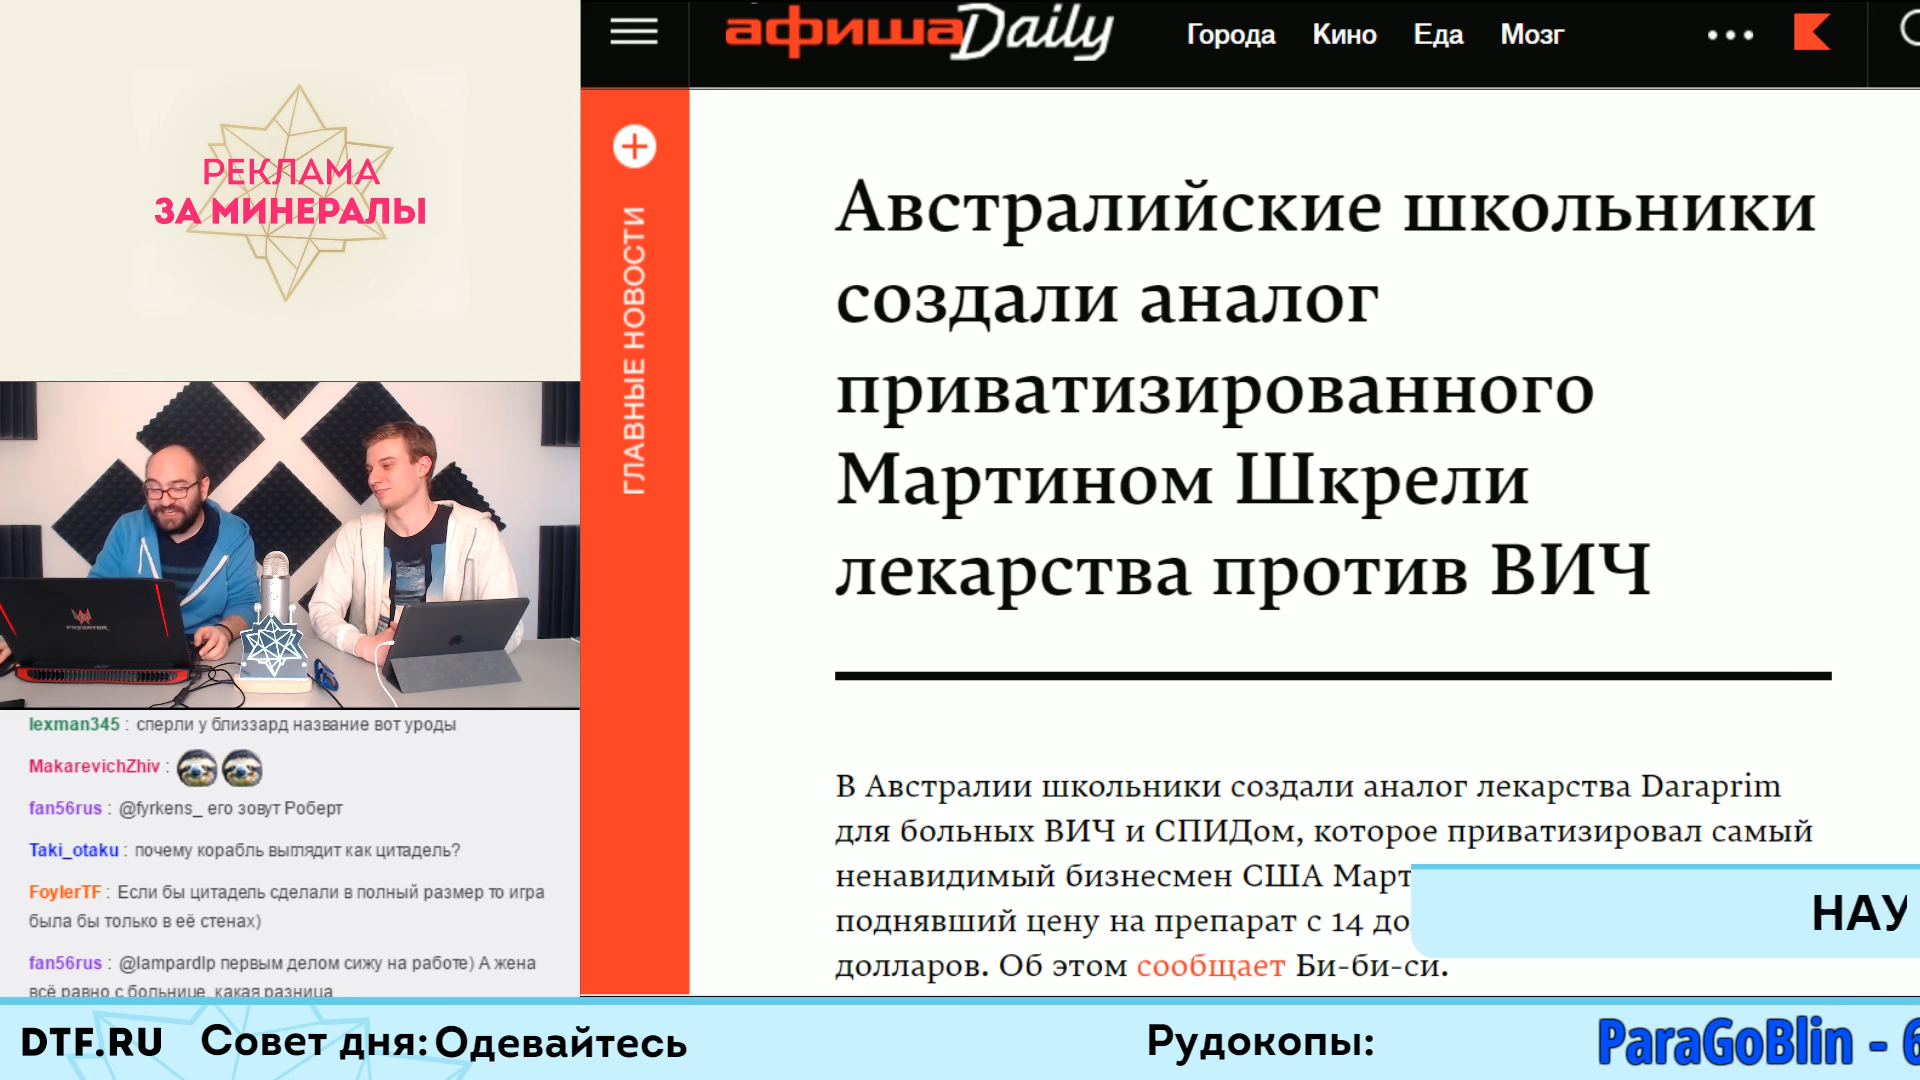 РЕКЛАМА
ЗА МИНЕРАЛЫ
PREDATOR
lexman345 : сперли у близзард название вот уроды
MakarevichZhiv :
fan56rus : @fyrkens_ его зовут Роберт
Taki_otaku : почему корабль выглядит как цитадель?
FoylerTF : Если бы цитадель сделали в полный размер то игра
была бы только в её стенах)
fan56rus : @lampardlp первым делом сижу на работе) А жена
всё равно с больнице, какая разница
афиша Daily
Города Кино Еда Мозг
ГЛАВНЫЕ НОВОСТИ
Австралийские школьники
создали аналог
приватизированного
Мартином Шкрели
лекарства против ВИЧ
В Австралии школьники создали аналог лекарства Daraprim
для больных ВИЧ и СПИДом, которое приватизировал самый
ненавидимый бизнесмен США Март
поднявший цену на препарат с 14 до
долларов. Об этом сообщает Би-би-си.
НАУ
DTF.RU Совет дня: Одевайтесь Рудокопы: ParaGoBlin - 6